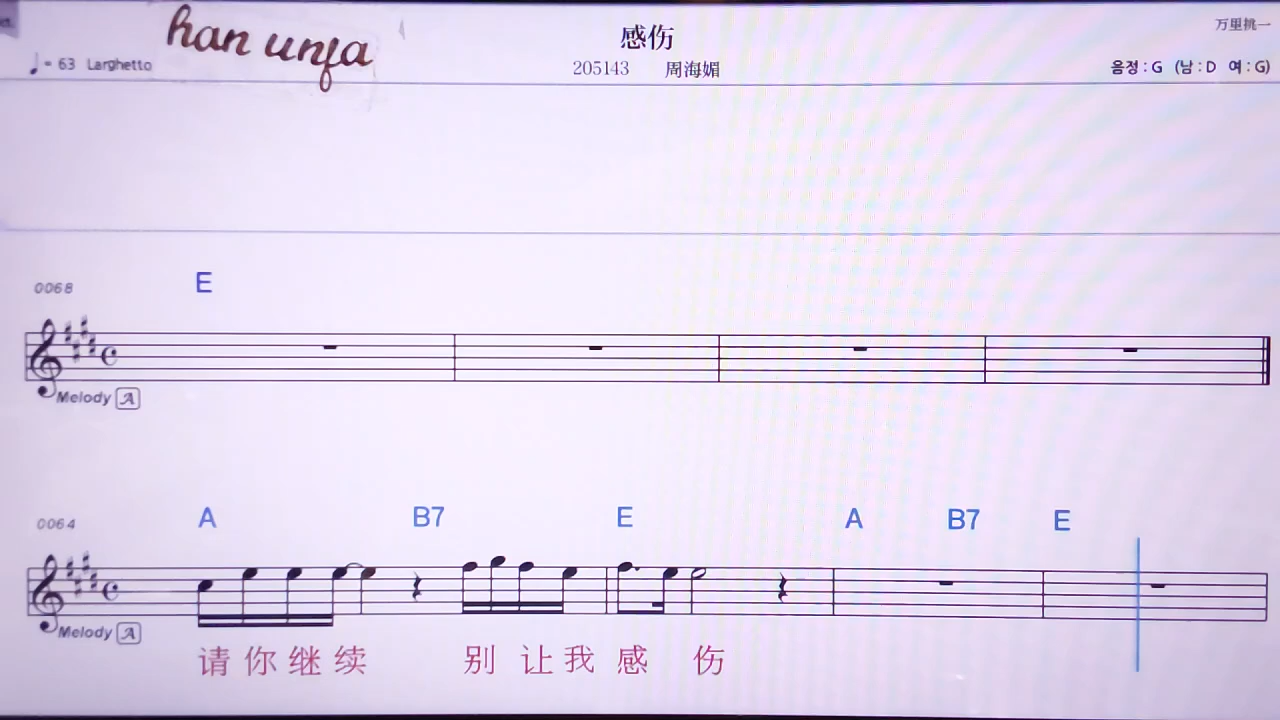 han unfa
感伤
万里挑一
♩= 63 Larghetto
205143 周海媚
음정 : G (남 : D 여 : G)
0068
E
Melody A
0064
A B7 E A B7 E
Melody A
请你继续 别让我感伤